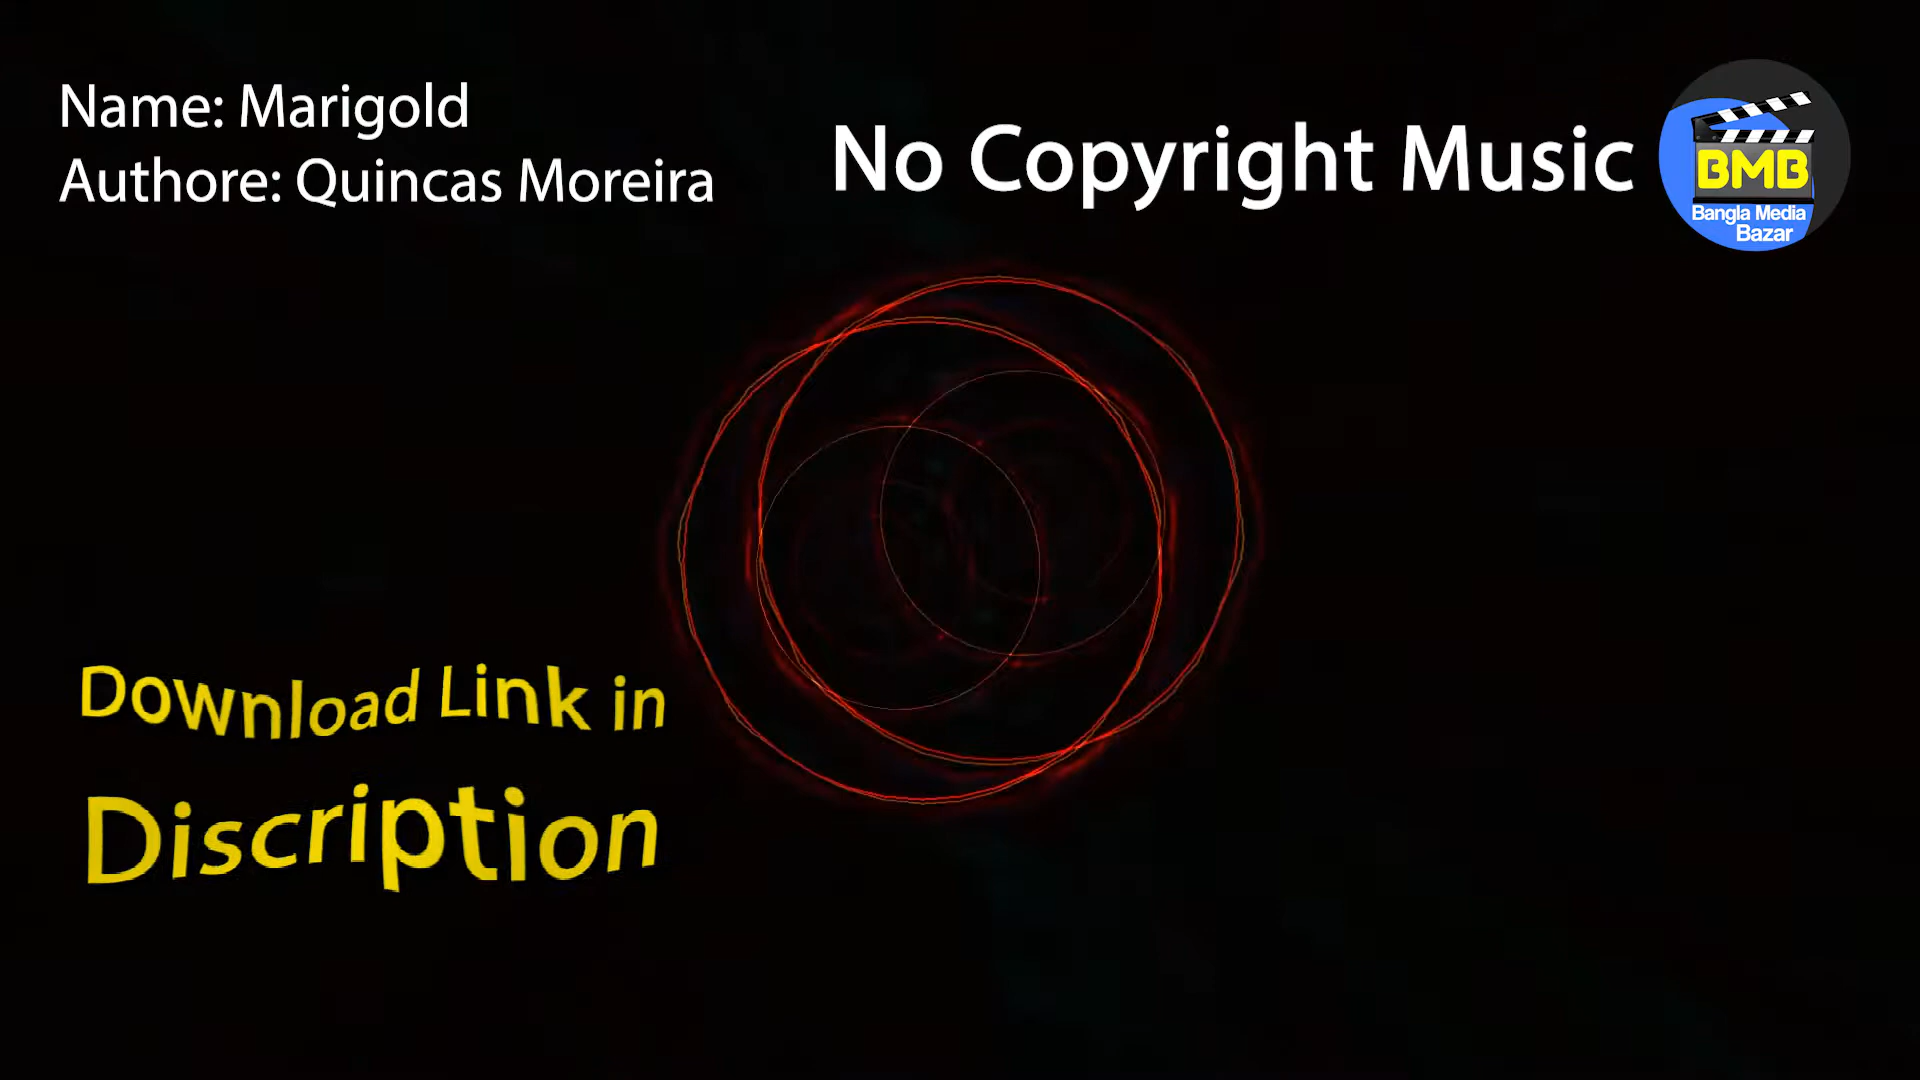 Name: Marigold
Authore: Quincas Moreira
No Copyright Music
BMB
Bangla Media
Bazar
Download Link in
Discription